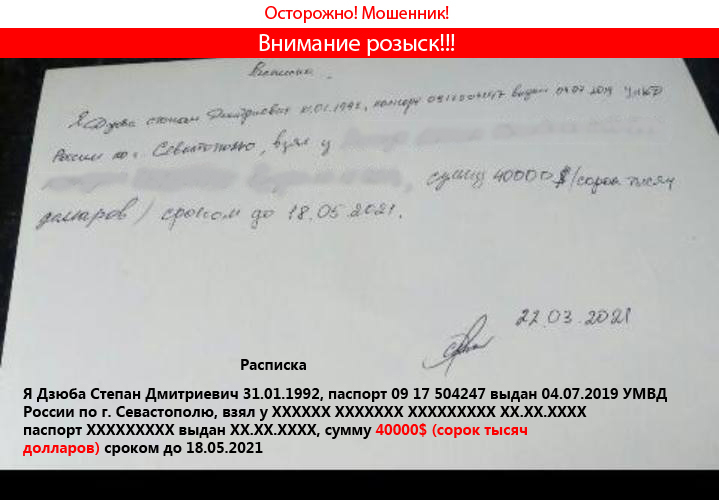 Осторожно! Мошенник!
Внимание розыск!!!
Расписка
Я Дзюба Степан Дмитриевич 31.01.1992, паспорт 0917504247 выдан 04.07.2019 УМВД
России по г. Севастополю, взял у
, сумму 40000$/сорок тысяч
долларов) сроком до 18.05.2021.
22.03.2021
Расписка
Я Дзюба Степан Дмитриевич 31.01.1992, паспорт 09 17 504247 выдан 04.07.2019 УМВД
России по г. Севастополю, взял у XXXXXX XXXXXXX XXXXXXXXX XX.XX.XXXX
паспорт XXXXXXXXX выдан XX.XX.XXXX, сумму 40000$ (сорок тысяч
долларов) сроком до 18.05.2021